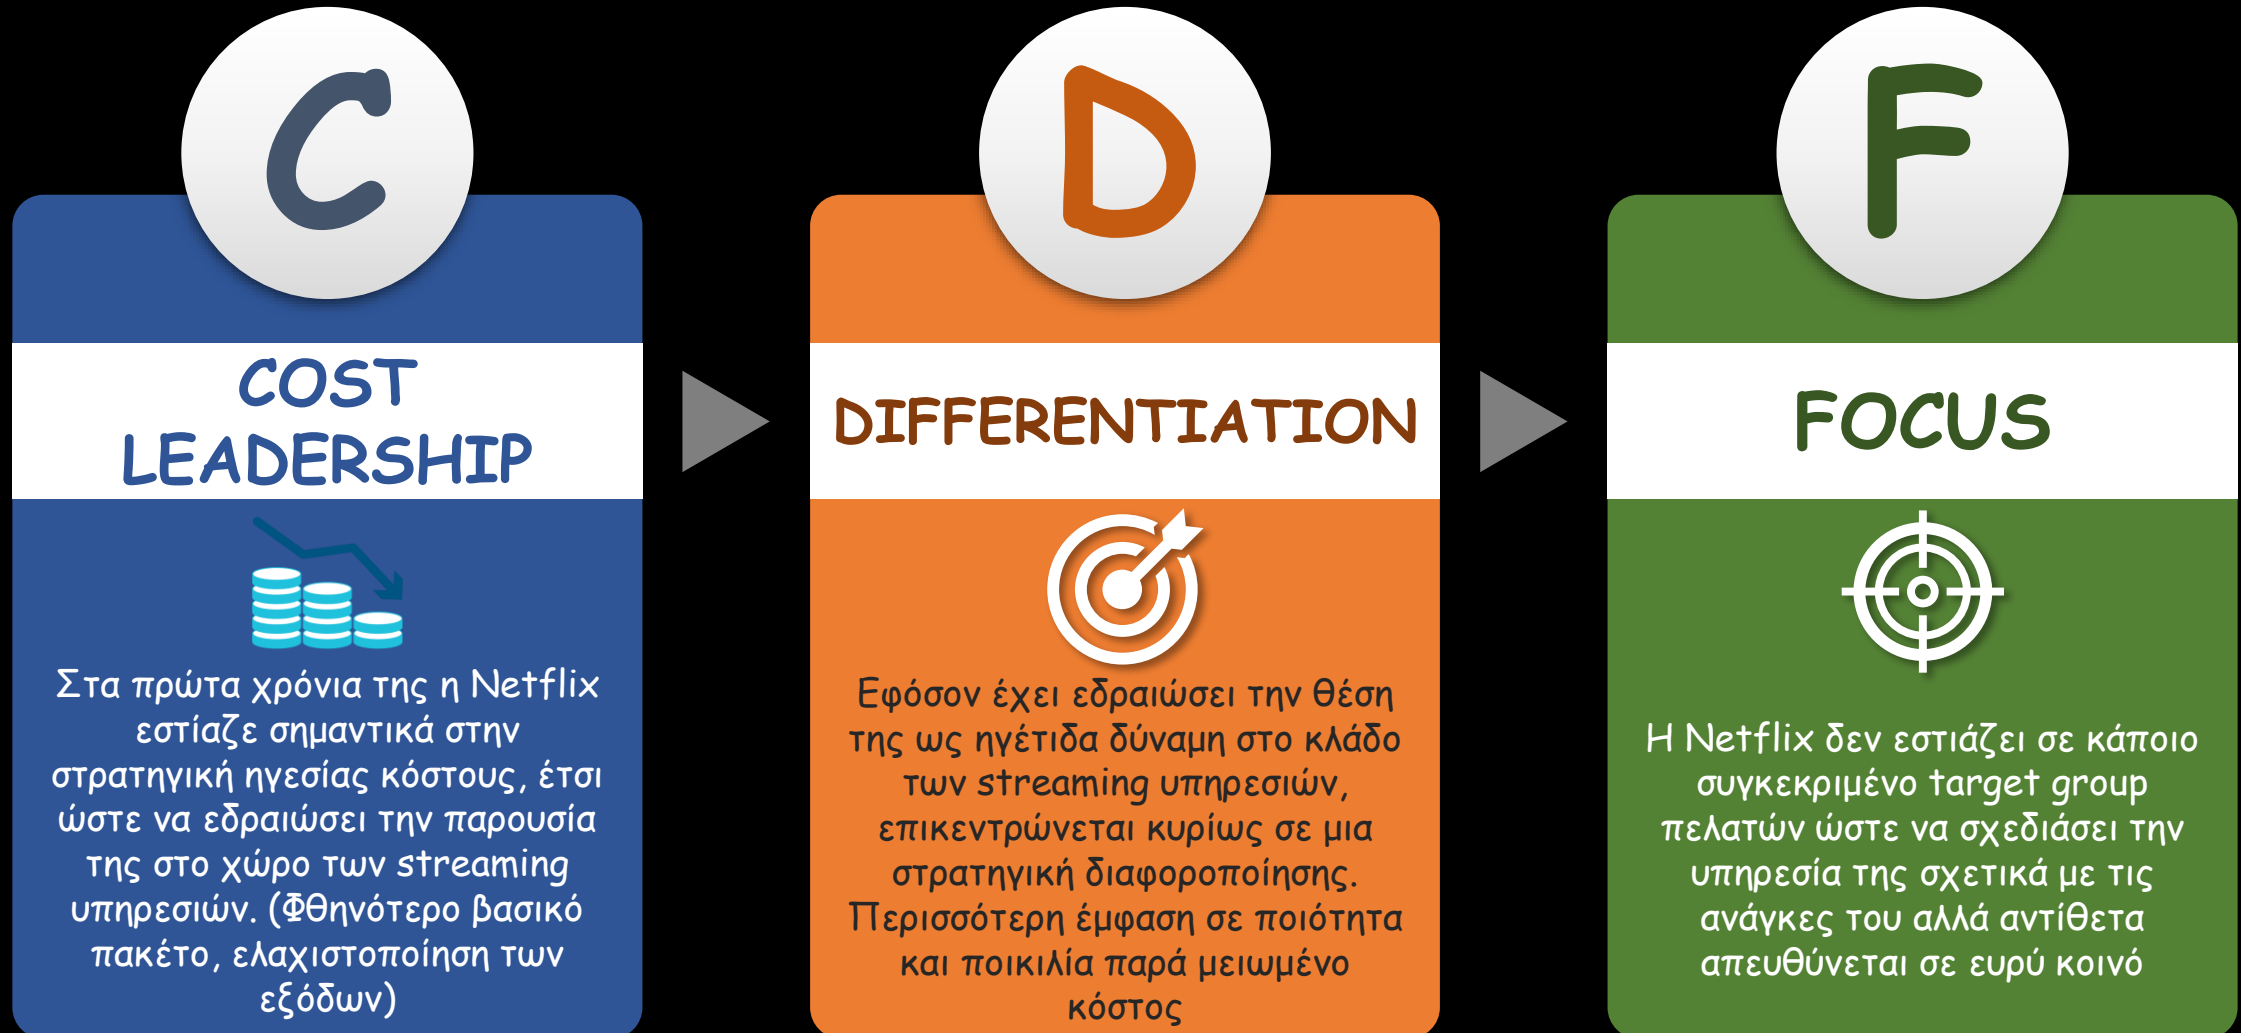 C
COST
LEADERSHIP
Στα πρώτα χρόνια της η Netflix
εστίαζε σημαντικά στην
στρατηγική ηγεσίας κόστους, έτσι
ώστε να εδραιώσει την παρουσία
της στο χώρο των streaming
υπηρεσιών. (Φθηνότερο βασικό
πακέτο, ελαχιστοποίηση των
εξόδων)
D
DIFFERENTIATION
Εφόσον έχει εδραιώσει την θέση
της ως ηγέτιδα δύναμη στο κλάδο
των streaming υπηρεσιών,
επικεντρώνεται κυρίως σε μια
στρατηγική διαφοροποίησης.
Περισσότερη έμφαση σε ποιότητα
και ποικιλία παρά μειωμένο
κόστος
F
FOCUS
Η Netflix δεν εστιάζει σε κάποιο
συγκεκριμένο target group
πελατών ώστε να σχεδιάσει την
υπηρεσία της σχετικά με τις
ανάγκες του αλλά αντίθετα
απευθύνεται σε ευρύ κοινό